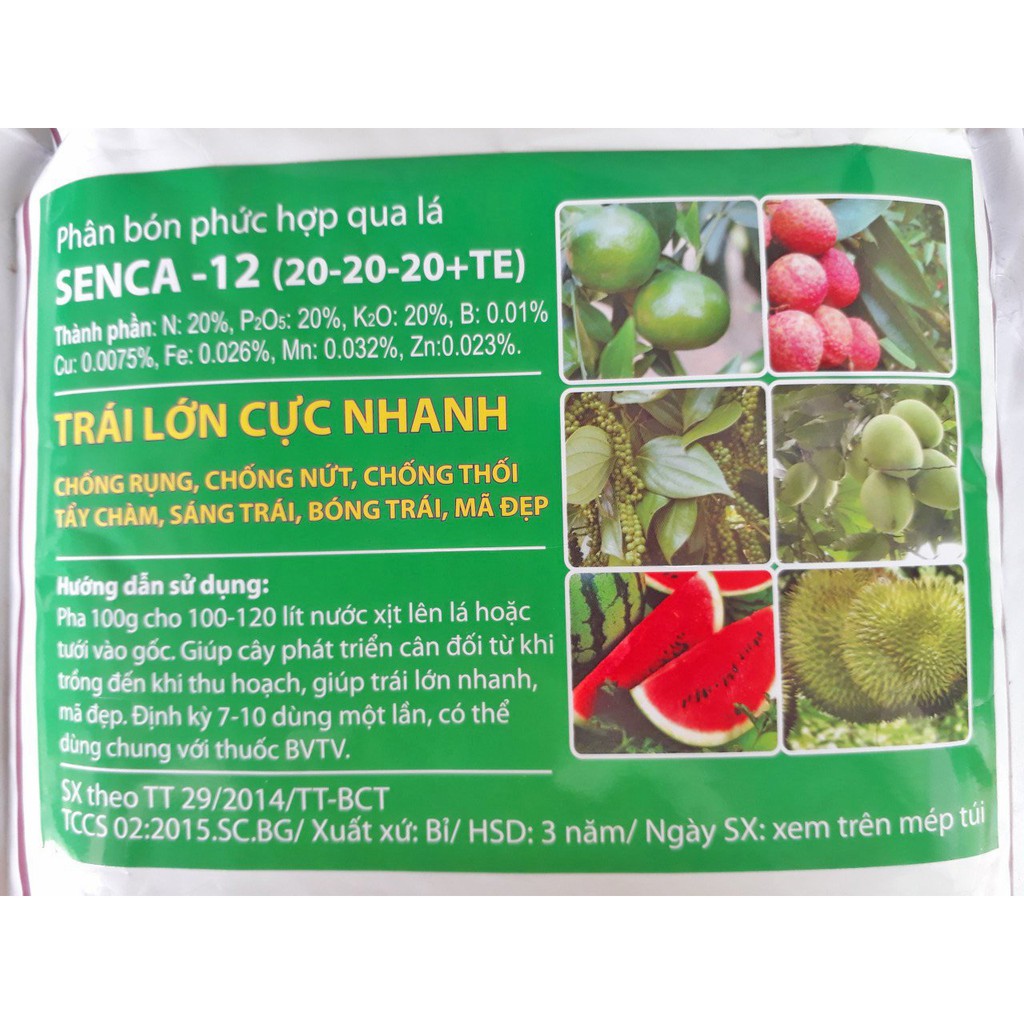 Phân bón phức hợp qua lá
SENCA -12 (20-20-20+TE)
Thành phần: N: 20%, P₂O₅: 20%, K₂O: 20%, B: 0.01%
Cu: 0.0075%, Fe: 0.026%, Mn: 0.032%, Zn:0.023%.
TRÁI LỚN CỰC NHANH
CHỐNG RỤNG, CHỐNG NỨT, CHỐNG THỐI
TẨY CHÀM, SÁNG TRÁI, BÓNG TRÁI, MÃ ĐẸP
Hướng dẫn sử dụng:
Pha 100g cho 100-120 lít nước xịt lên lá hoặc
tưới vào gốc. Giúp cây phát triển cân đối từ khi
trồng đến khi thu hoạch, giúp trái lớn nhanh,
mã đẹp. Định kỳ 7-10 dùng một lần, có thể
dùng chung với thuốc BVTV.
SX theo TT 29/2014/TT-BCT
TCCS 02:2015.SC.BG/ Xuất xứ: Bỉ/ HSD: 3 năm/ Ngày SX: xem trên mép túi